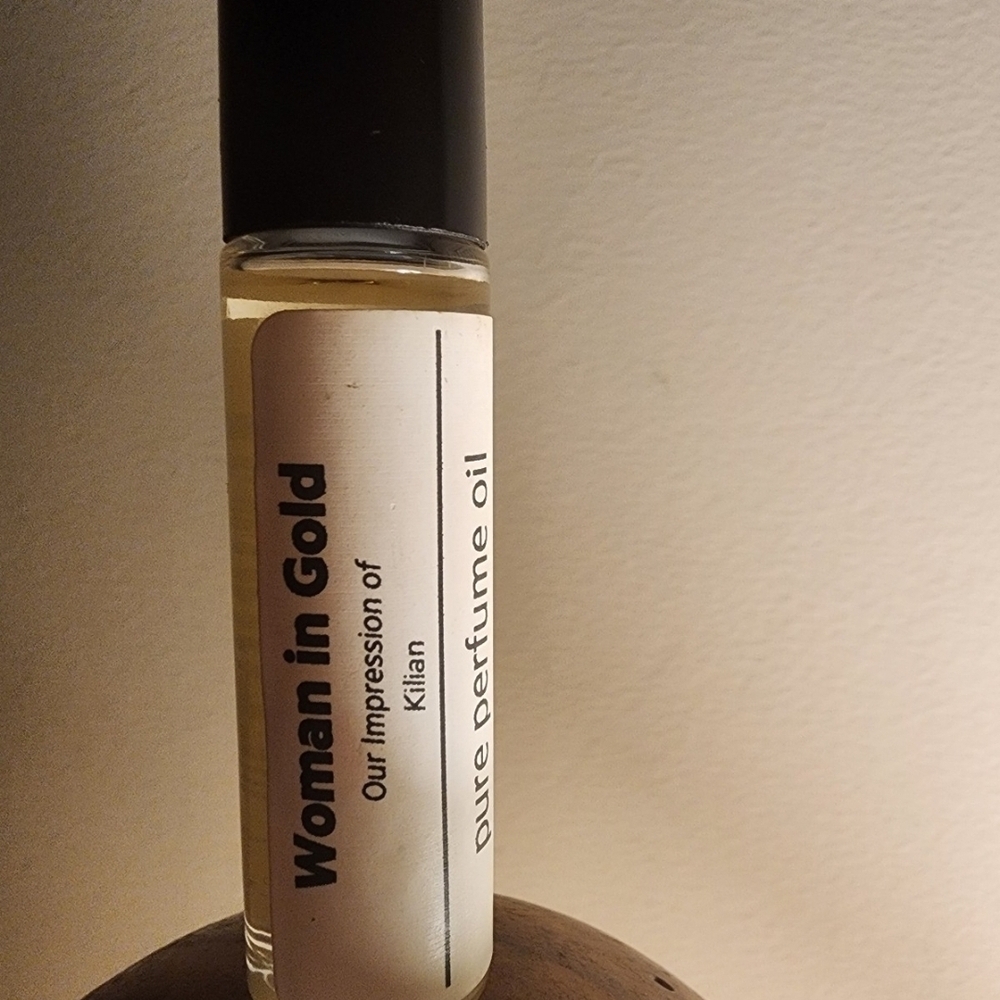 Woman in Gold
Our Impression of
Kilian
pure perfume oil